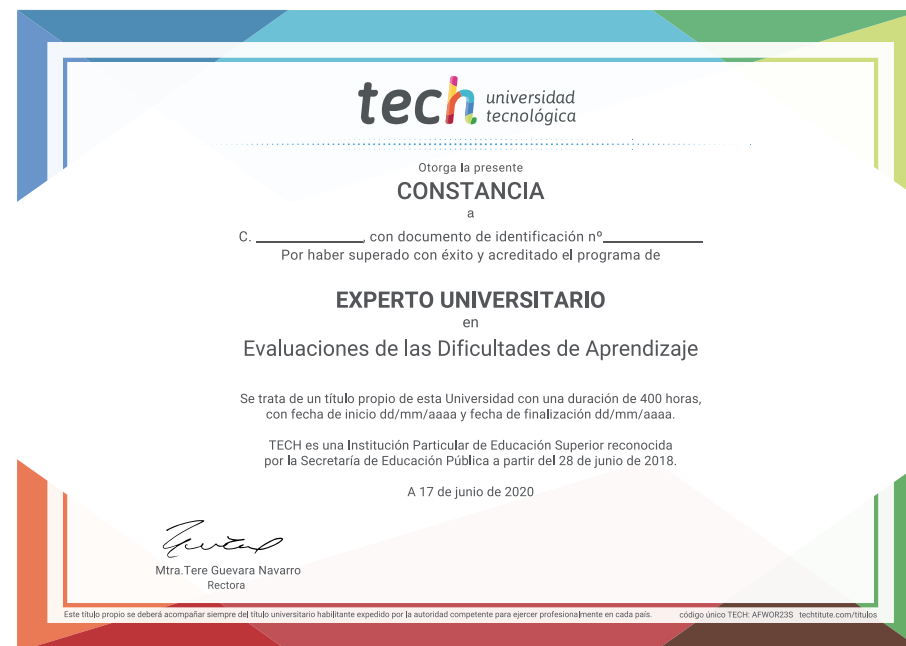 tech universidad
tecnológica
Otorga la presente
CONSTANCIA
a
C. ______________, con documento de identificación nº_____________
Por haber superado con éxito y acreditado el programa de
EXPERTO UNIVERSITARIO
en
Evaluaciones de las Dificultades de Aprendizaje
Se trata de un título propio de esta Universidad con una duración de 400 horas,
con fecha de inicio dd/mm/aaaa y fecha de finalización dd/mm/aaaa.
TECH es una Institución Particular de Educación Superior reconocida
por la Secretaría de Educación Pública a partir del 28 de junio de 2018.
A 17 de junio de 2020
Mtra.Tere Guevara Navarro
Rectora
Este título propio se deberá acompañar siempre del título universitario habilitante expedido por la autoridad competente para ejercer profesionalmente en cada país. código único TECH: AFWOR23S techtitute.com/titulos